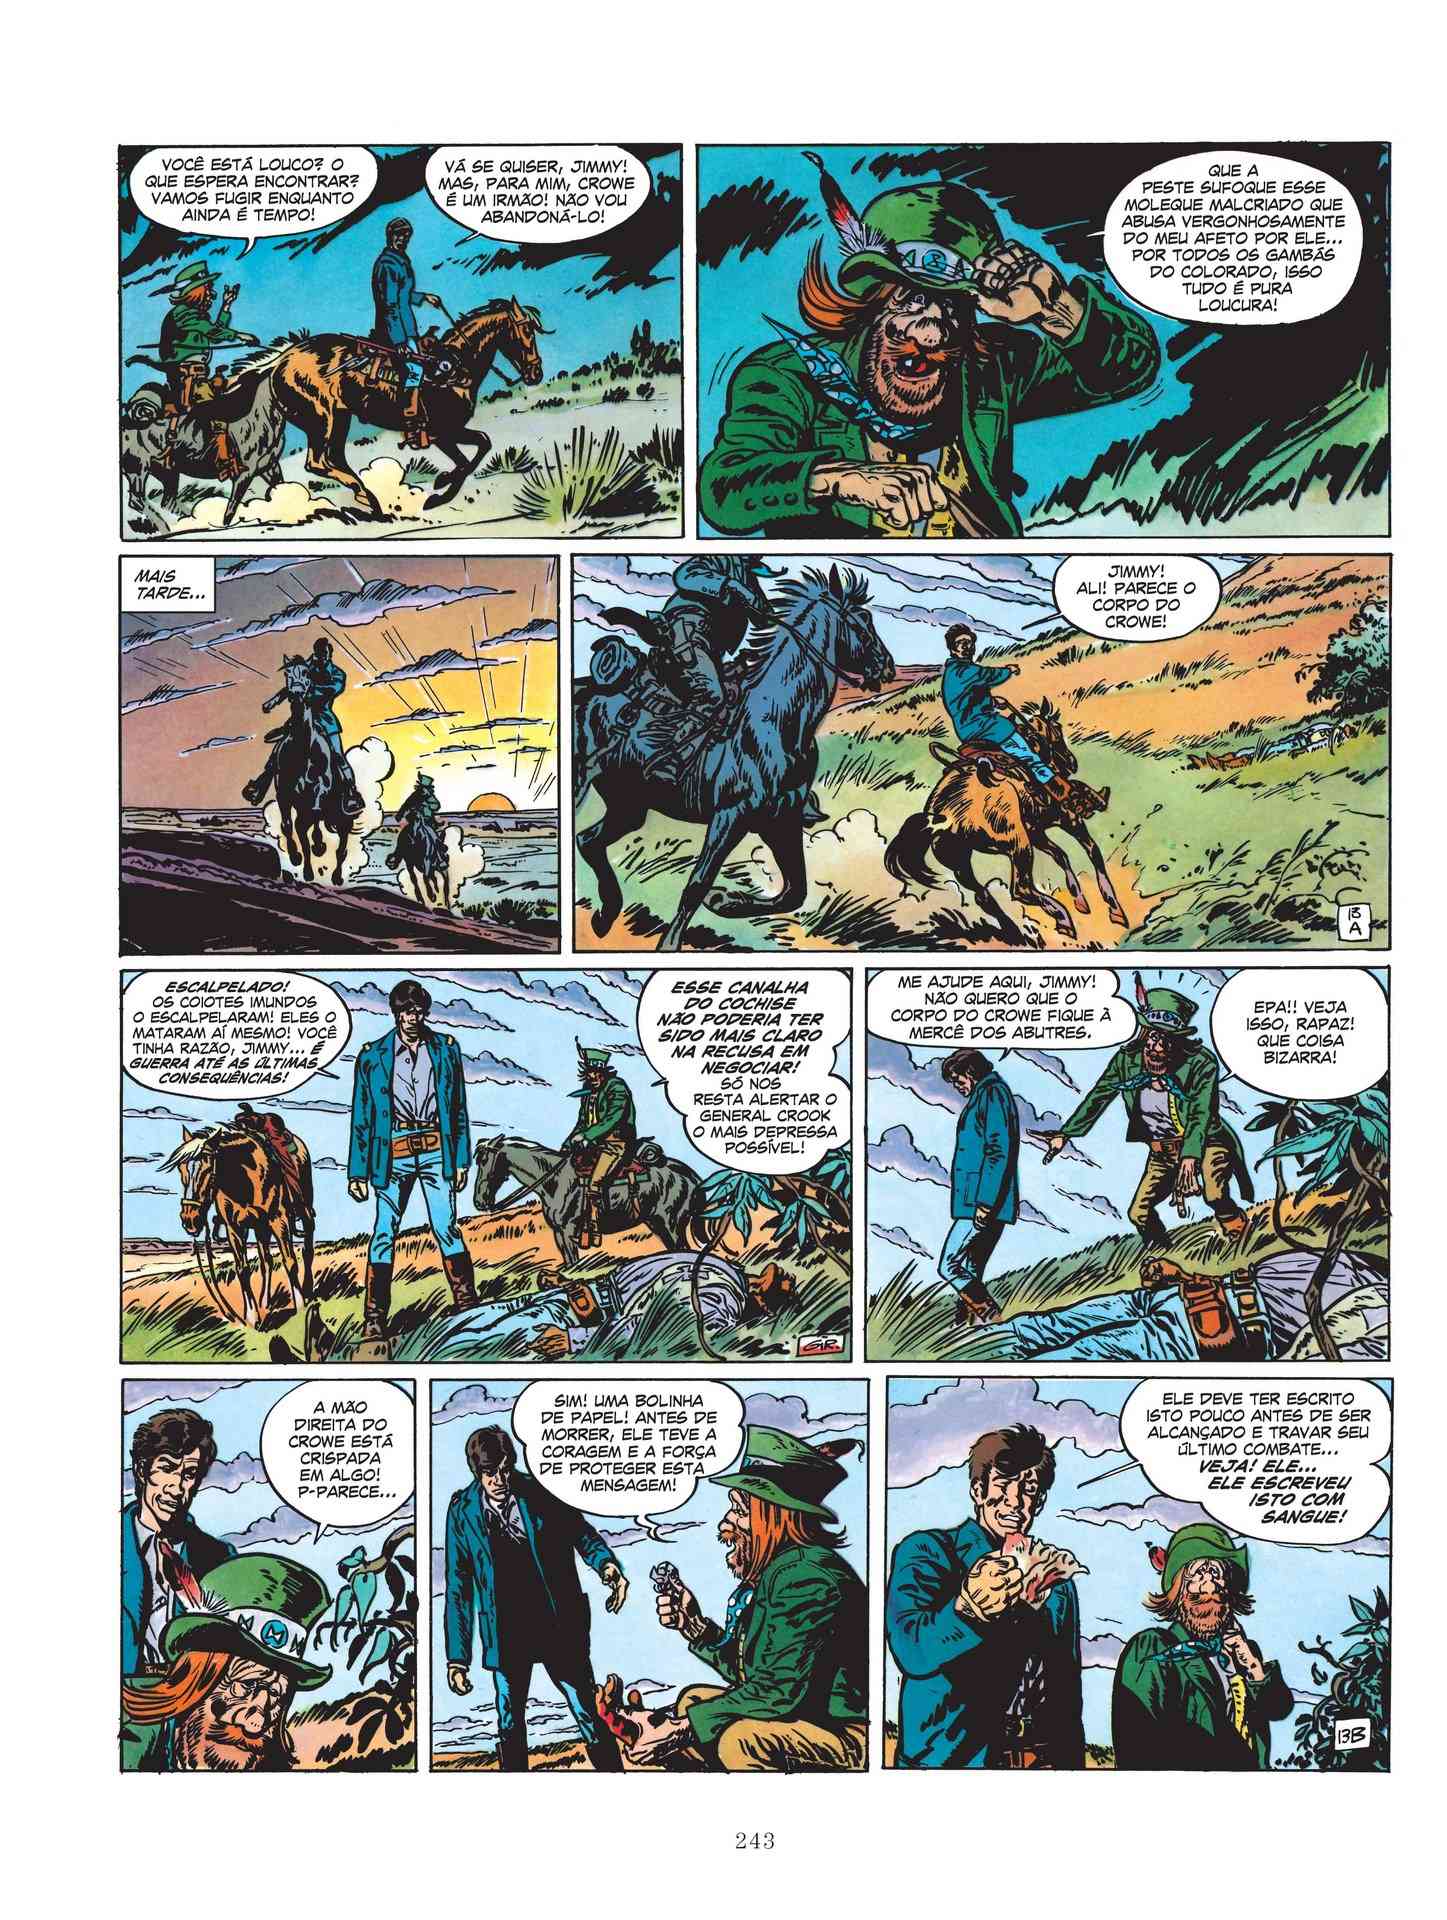 VOCÊ ESTÁ LOUCO? O
QUE ESPERA ENCONTRAR?
VAMOS FUGIR ENQUANTO
AINDA É TEMPO!
VÁ SE QUISER, JIMMY!
MAS, PARA MIM, CROWE
É UM IRMÃO! NÃO VOU
ABANDONÁ-LO!
QUE A
PESTE SUFOQUE ESSE
MOLEQUE MALCRIADO QUE
ABUSA VERGONHOSAMENTE
DO MEU AFETO POR ELE...
POR TODOS OS GAMBÁS
DO COLORADO, ISSO
TUDO É PURA
LOUCURA!
MAIS
TARDE...
JIMMY!
ALI! PARECE O
CORPO DO
CROWE!
13
A
ESCALPELADO!
OS COIOTES IMUNDOS
O ESCALPELARAM! ELES O
MATARAM AÍ MESMO! VOCÊ
TINHA RAZÃO, JIMMY... É
GUERRA ATÉ AS ÚLTIMAS
CONSEQUÊNCIAS!
ESSE CANALHA
DO COCHISE
NÃO PODERIA TER
SIDO MAIS CLARO
NA RECUSA EM
NEGOCIAR!
SÓ NOS
RESTA ALERTAR O
GENERAL CROOK
O MAIS DEPRESSA
POSSÍVEL!
GIR.
ME AJUDE AQUI, JIMMY!
NÃO QUERO QUE O
CORPO DO CROWE FIQUE À
MERCÊ DOS ABUTRES.
EPA!! VEJA
ISSO, RAPAZ!
QUE COISA
BIZARRA!
A MÃO
DIREITA DO
CROWE ESTÁ
CRISPADA
EM ALGO!
P-PARECE...
SIM! UMA BOLINHA
DE PAPEL! ANTES DE
MORRER, ELE TEVE A
CORAGEM E A FORÇA
DE PROTEGER ESTA
MENSAGEM!
ELE DEVE TER ESCRITO
ISTO POUCO ANTES DE SER
ALCANÇADO E TRAVAR SEU
ÚLTIMO COMBATE...
VEJA! ELE...
ELE ESCREVEU
ISTO COM
SANGUE!
13B
243